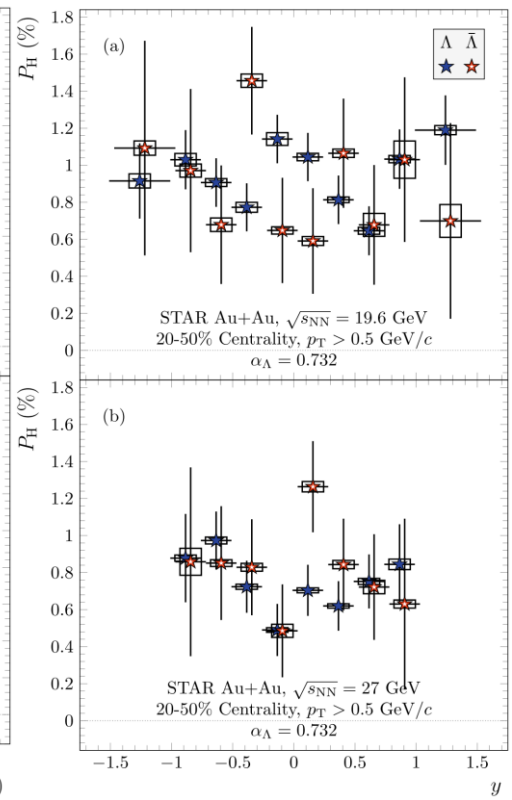 P_H (%)
(a)
Λ Λ̄
1.8
1.6
1.4
1.2
1
0.8
0.6
0.4
0.2
0
STAR Au+Au, √s_NN = 19.6 GeV
20-50% Centrality, p_T > 0.5 GeV/c
α_Λ = 0.732
P_H (%)
(b)
1.8
1.6
1.4
1.2
1
0.8
0.6
0.4
0.2
0
STAR Au+Au, √s_NN = 27 GeV
20-50% Centrality, p_T > 0.5 GeV/c
α_Λ = 0.732
−1.5 −1 −0.5 0 0.5 1 1.5
y
)